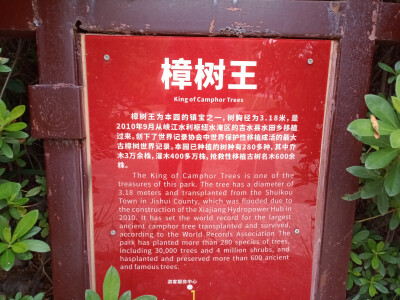 樟树王
King of Camphor Trees
樟树王为本园的镇宝之一，树胸径为3.18米，是
2010年9月从峡江水利枢纽水淹区的吉水县水田乡移植
过来，创下了世界记录协会中世界保护性移植成活的最大
古樟树世界记录。本园已种植的树种有280多种，其中乔
木3万余株，灌木400多万株，抢救性移植古树名木600余
株。
The King of Camphor Trees is one of the
treasures of this park. The tree has a diameter of
3.18 meters and transplanted from the Shuikou
Town in Jishui County, which was flooded due to
the construction of the Xiajiang Hydropower Hub in
2010. It has set the world record for the largest
ancient camphor tree transplanted and survived,
according to the World Records Association The
park has planted more than 280 species of trees,
including 30,000 trees and 4 million shrubs, and
hasplanted and preserved more than 600 ancient
and famous trees.
游客服务中心